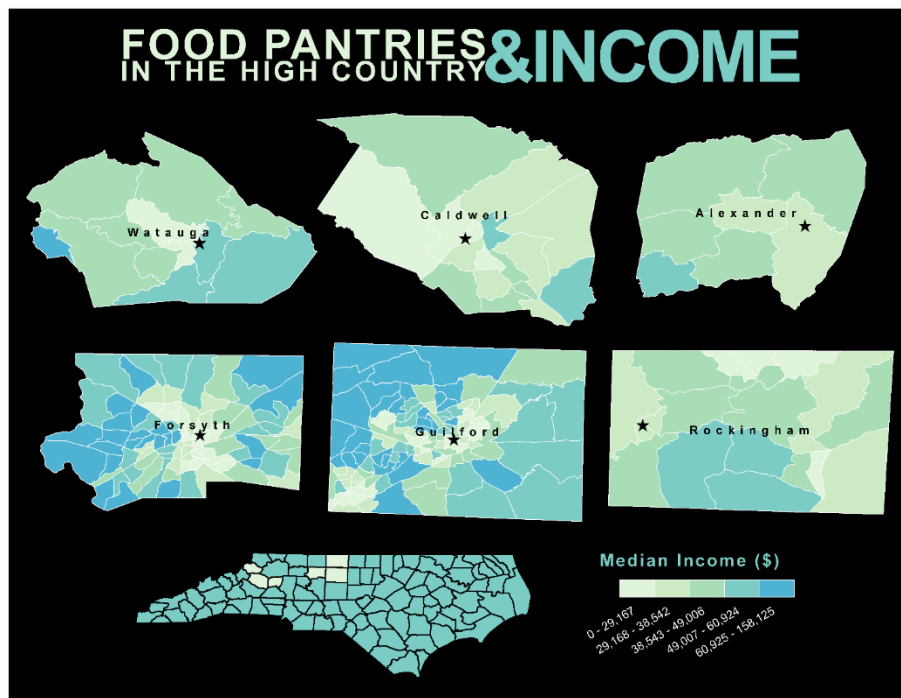 FOOD PANTRIES
IN THE HIGH COUNTRY
&INCOME
Watauga
Caldwell
Alexander
Forsyth
Guilford
Rockingham
Median Income ($)
0 - 29,167
29,168 - 38,542
38,543 - 49,006
49,007 - 60,924
60,925 - 158,125